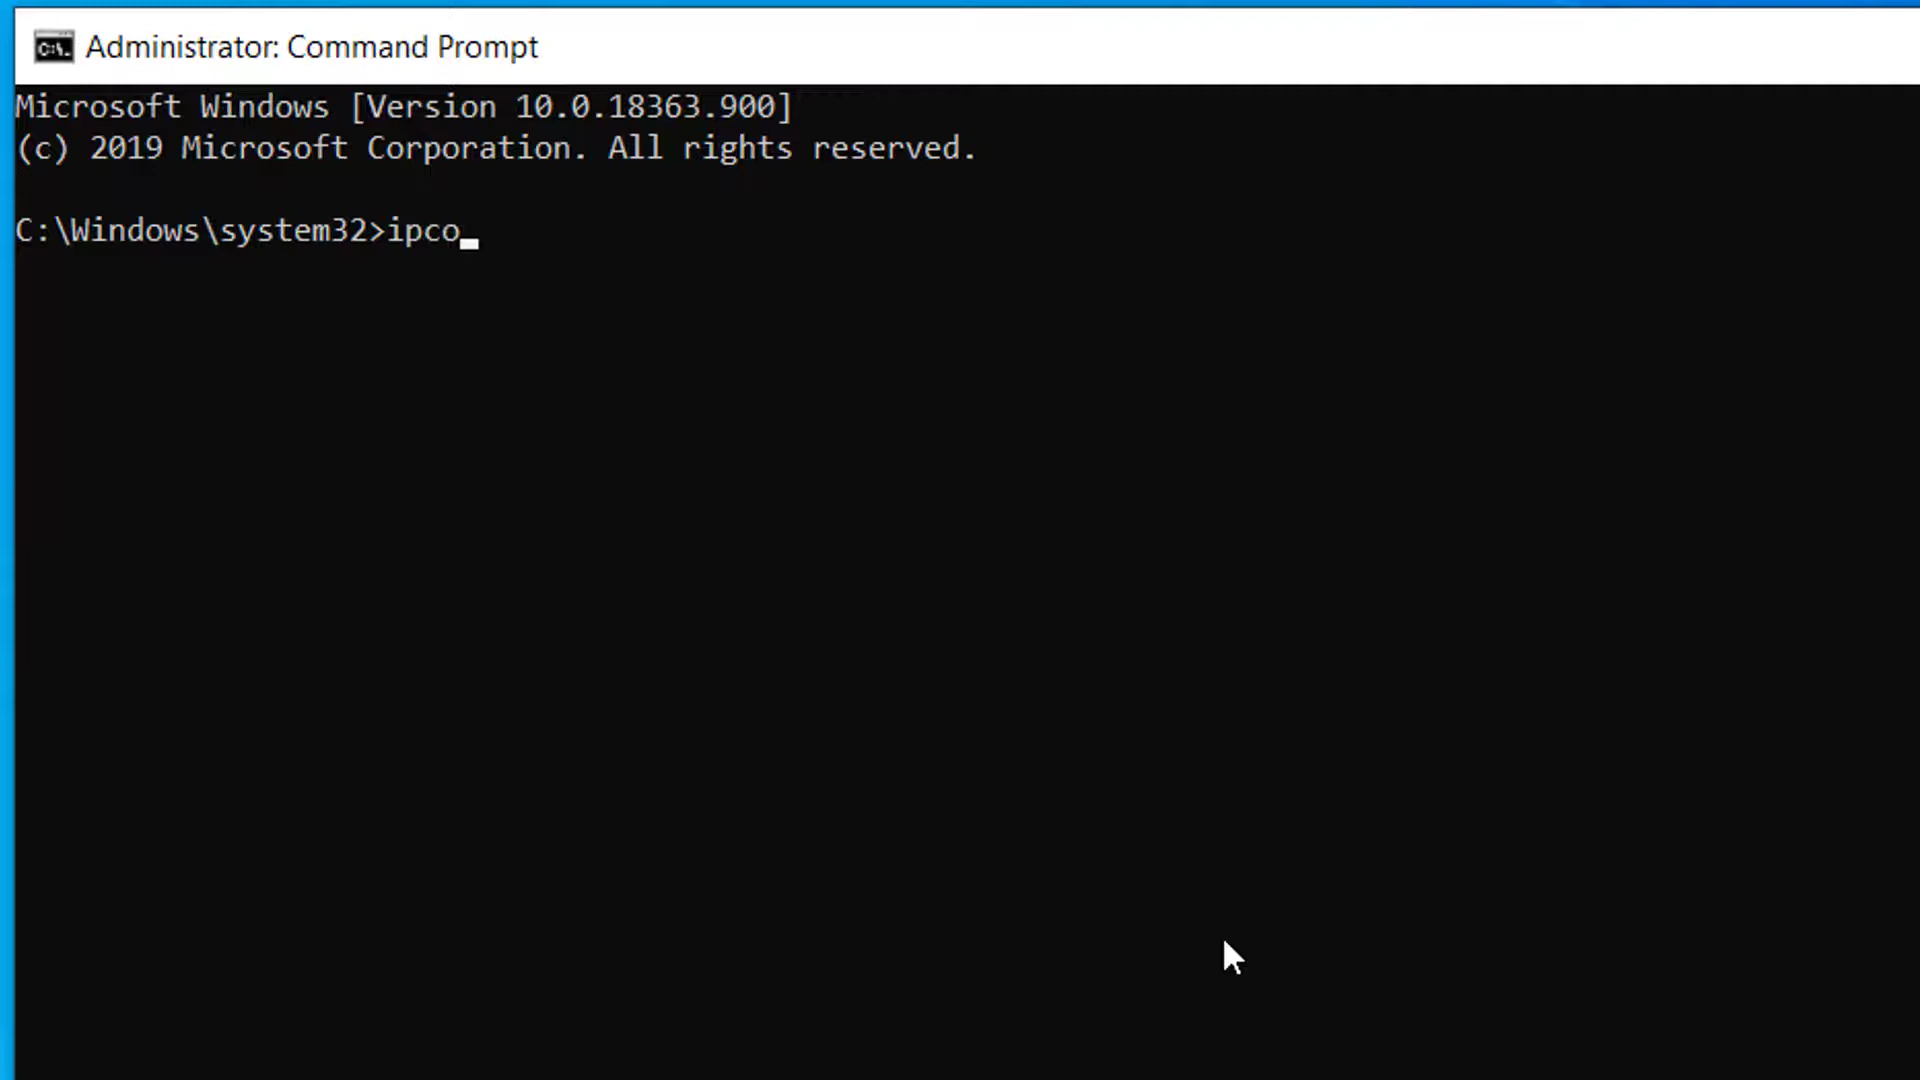 Administrator: Command Prompt
Microsoft Windows [Version 10.0.18363.900]
(c) 2019 Microsoft Corporation. All rights reserved.
C:\Windows\system32>ipco